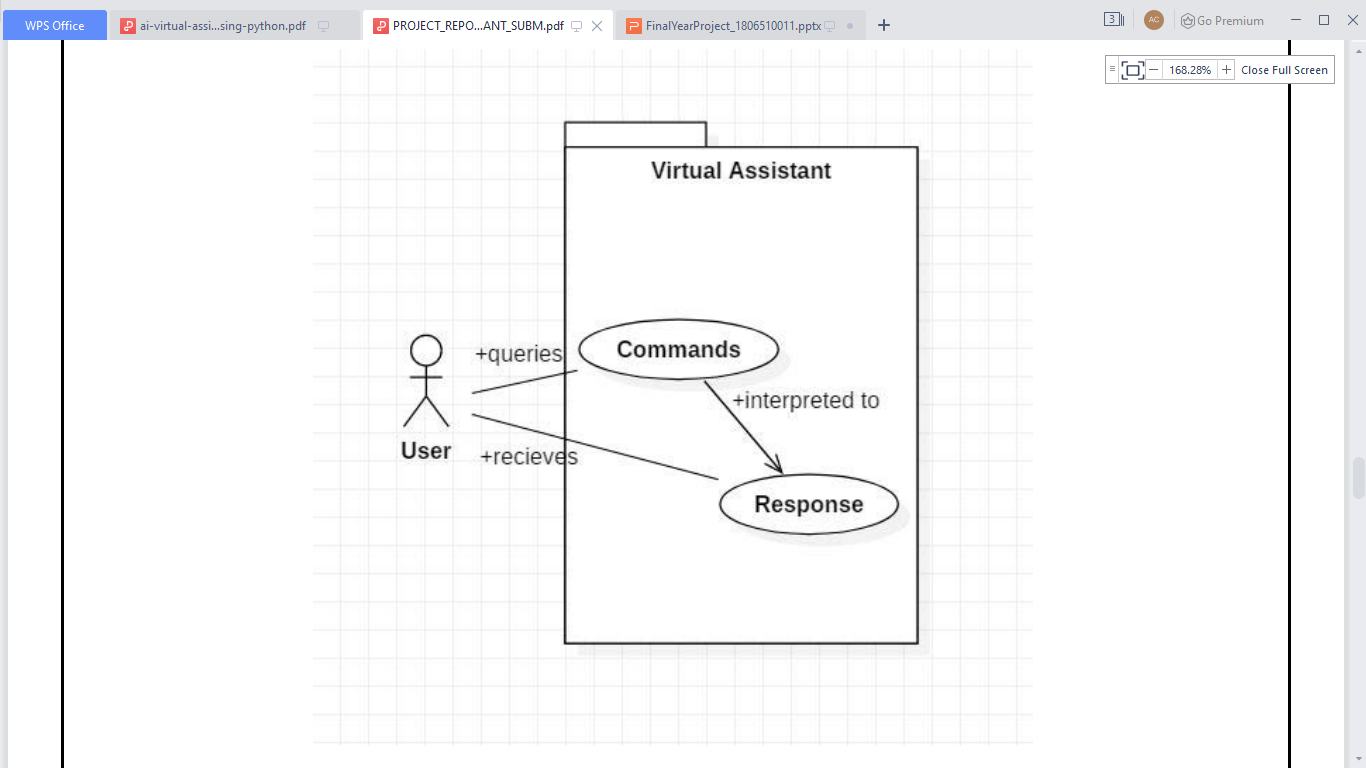 WPS Office
ai-virtual-assi...sing-python.pdf
PROJECT_REPO...ANT_SUBM.pdf
FinalYearProject_1806510011.pptx
3
AC
Go Premium
168.28%
Close Full Screen
Virtual Assistant
+queries
Commands
+interpreted to
User
+recieves
Response